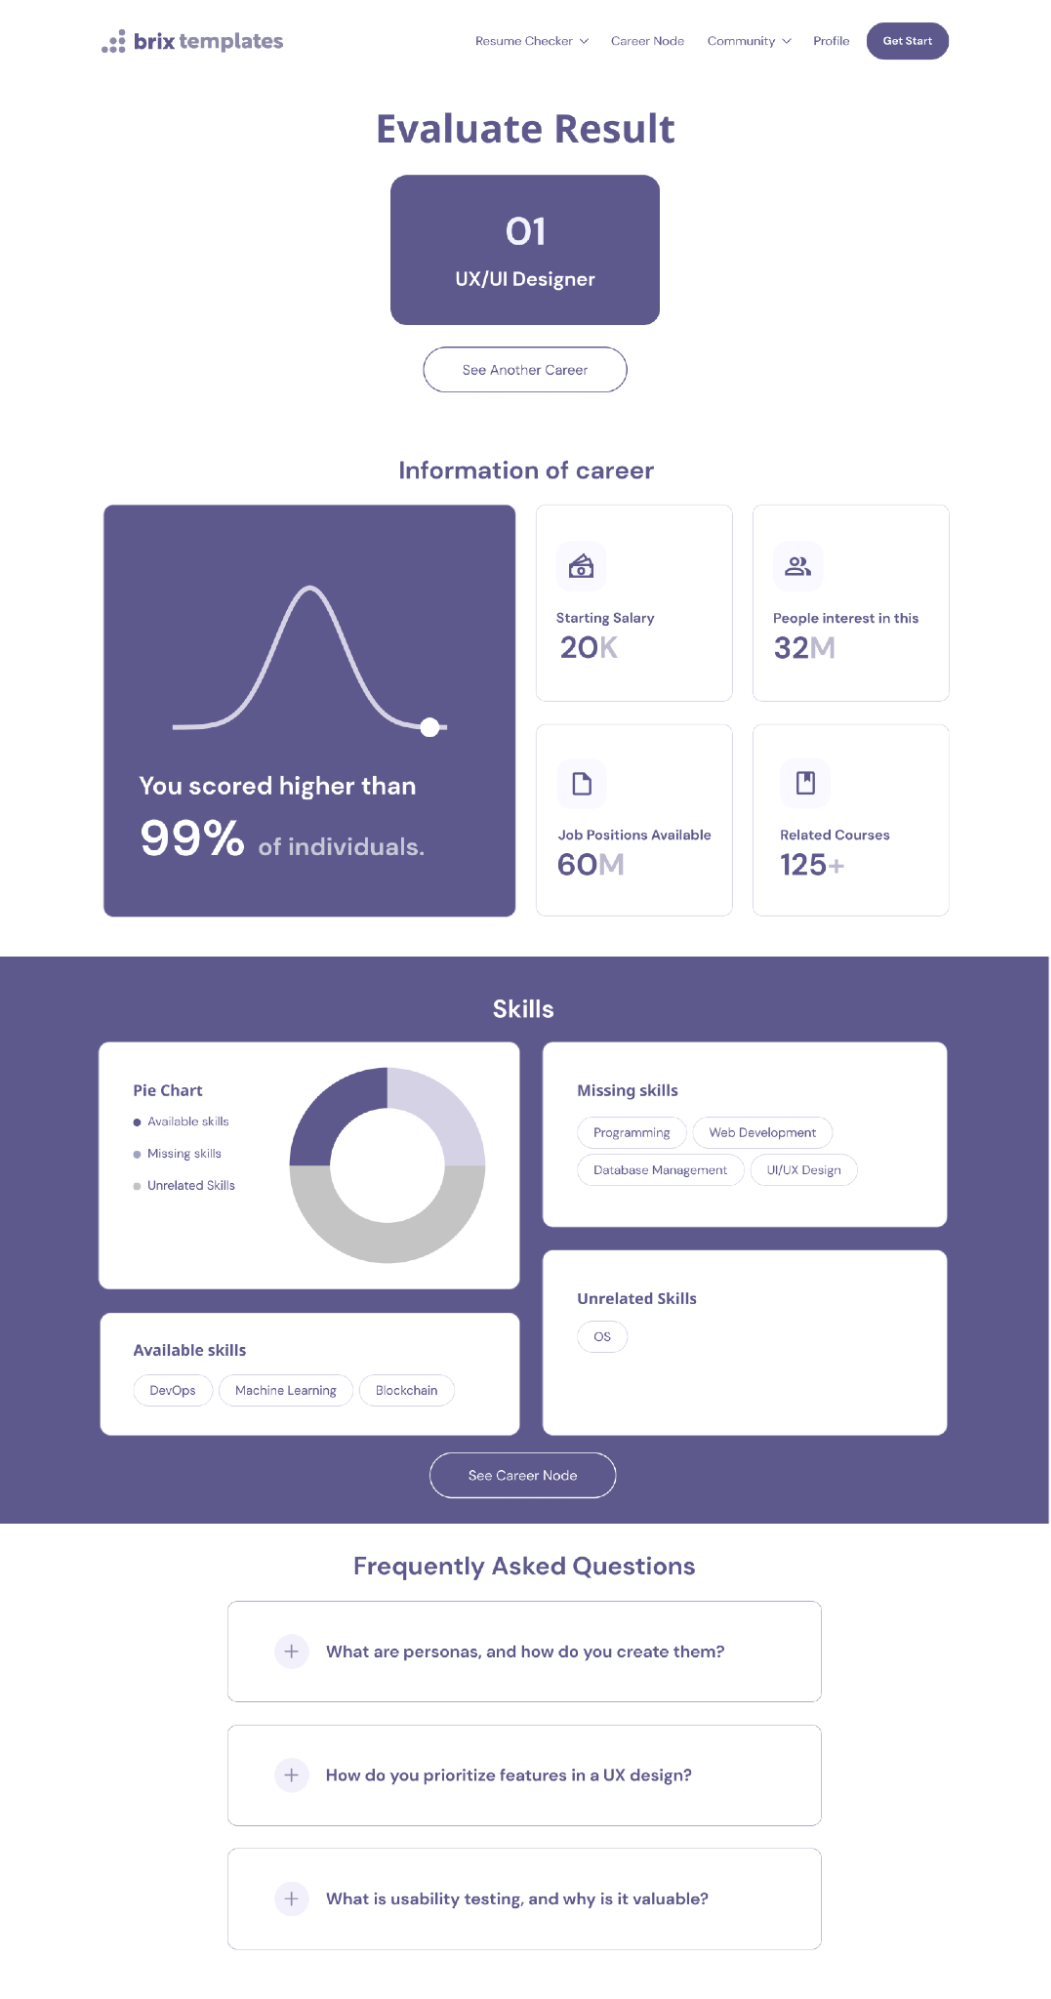 brix templates
Resume Checker
Career Node
Community
Profile
Get Start
Evaluate Result
01
UX/UI Designer
See Another Career
Information of career
You scored higher than
99% of individuals.
Starting Salary
20K
People interest in this
32M
Job Positions Available
60M
Related Courses
125+
Skills
Pie Chart
Available skills
Missing skills
Unrelated Skills
Available skills
DevOps
Machine Learning
Blockchain
Missing skills
Programming
Web Development
Database Management
UI/UX Design
Unrelated Skills
OS
See Career Node
Frequently Asked Questions
What are personas, and how do you create them?
How do you prioritize features in a UX design?
What is usability testing, and why is it valuable?